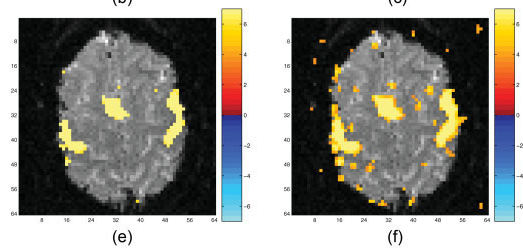 (b) (c)
8 6 8 6
16 4 16 4
24 2 24 2
32 0 32 0
40 -2 40 -2
48 -4 48 -4
56 -6 56 -6
64 64
8 16 24 32 40 48 56 64 8 16 24 32 40 48 56 64
(e) (f)